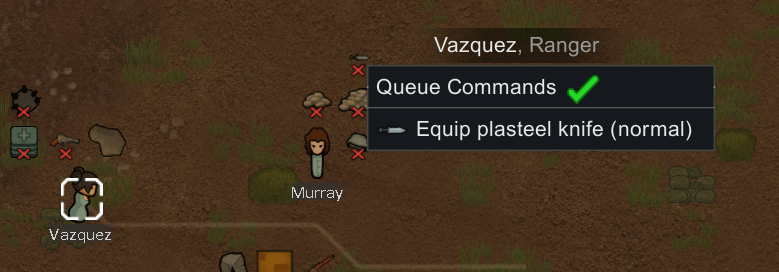 Vazquez, Ranger
Queue Commands
Equip plasteel knife (normal)
Murray
Vazquez